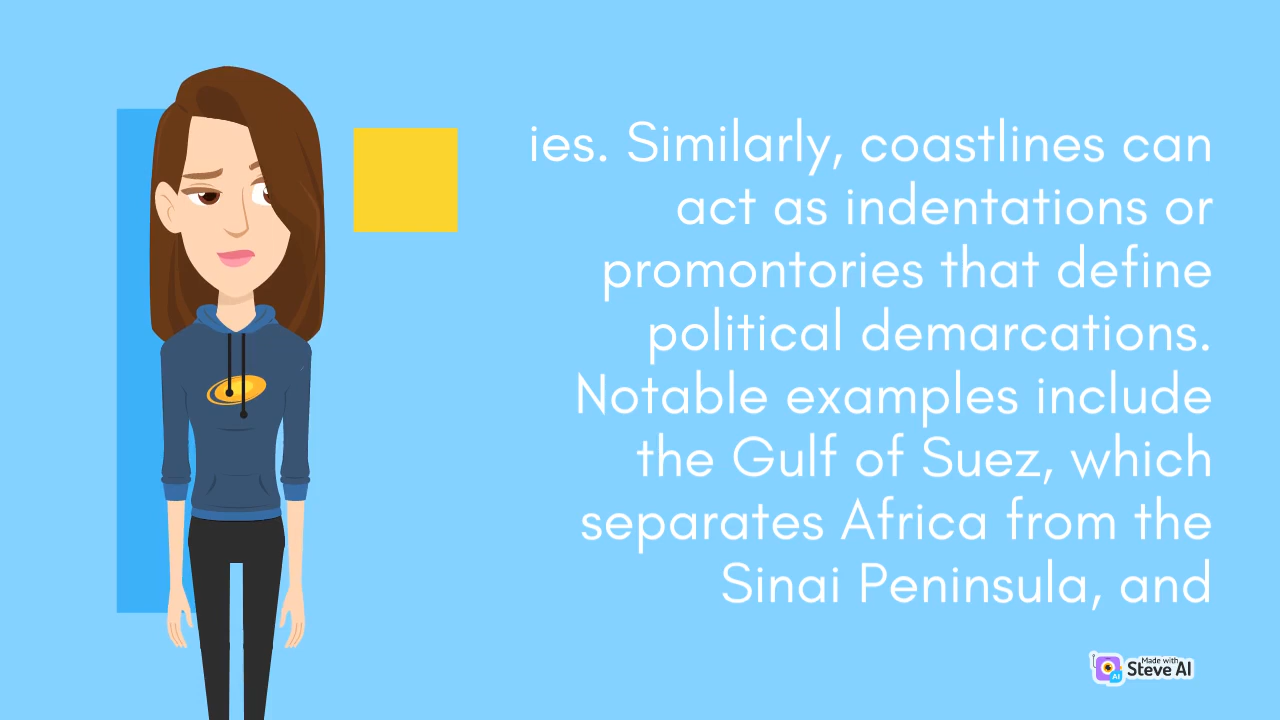 ies. Similarly, coastlines can
act as indentations or
promontories that define
political demarcations.
Notable examples include
the Gulf of Suez, which
separates Africa from the
Sinai Peninsula, and
Made with
Steve AI
AI